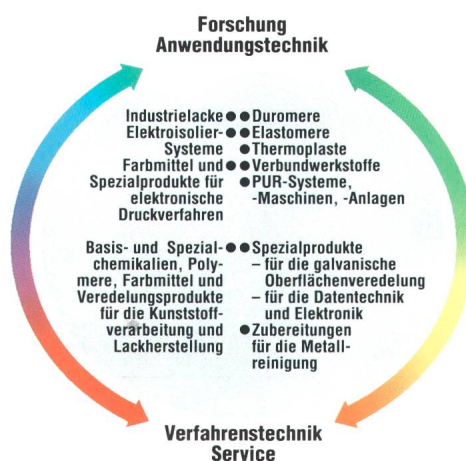 Forschung
Anwendungstechnik
Industrielacke ●
Elektroisolier- ●
Systeme
Farbmittel und ●
Spezialprodukte für
elektronische
Druckverfahren
● Duromere
● Elastomere
● Thermoplaste
● Verbundwerkstoffe
● PUR-Systeme,
-Maschinen, -Anlagen
Basis- und Spezial- ●
chemikalien, Poly-
mere, Farbmittel und
Veredelungsprodukte
für die Kunststoff-
verarbeitung und
Lackherstellung
● Spezialprodukte
– für die galvanische
Oberflächenveredelung
– für die Datentechnik
und Elektronik
● Zubereitungen
für die Metall-
reinigung
Verfahrenstechnik
Service